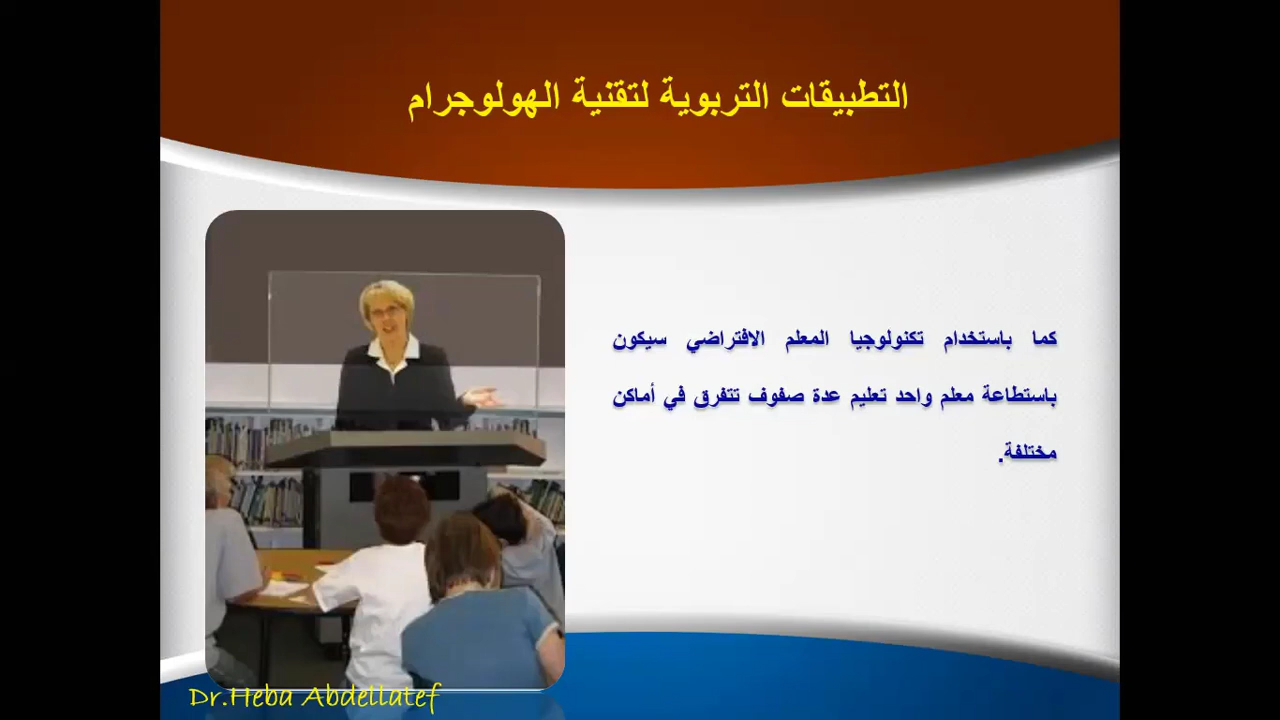 التطبيقات التربوية لتقنية الهولوجرام
كما باستخدام تكنولوجيا المعلم الافتراضي سيكون
باستطاعة معلم واحد تعليم عدة صفوف تتفرق في أماكن
مختلفة.
Dr.Heba Abdellatef